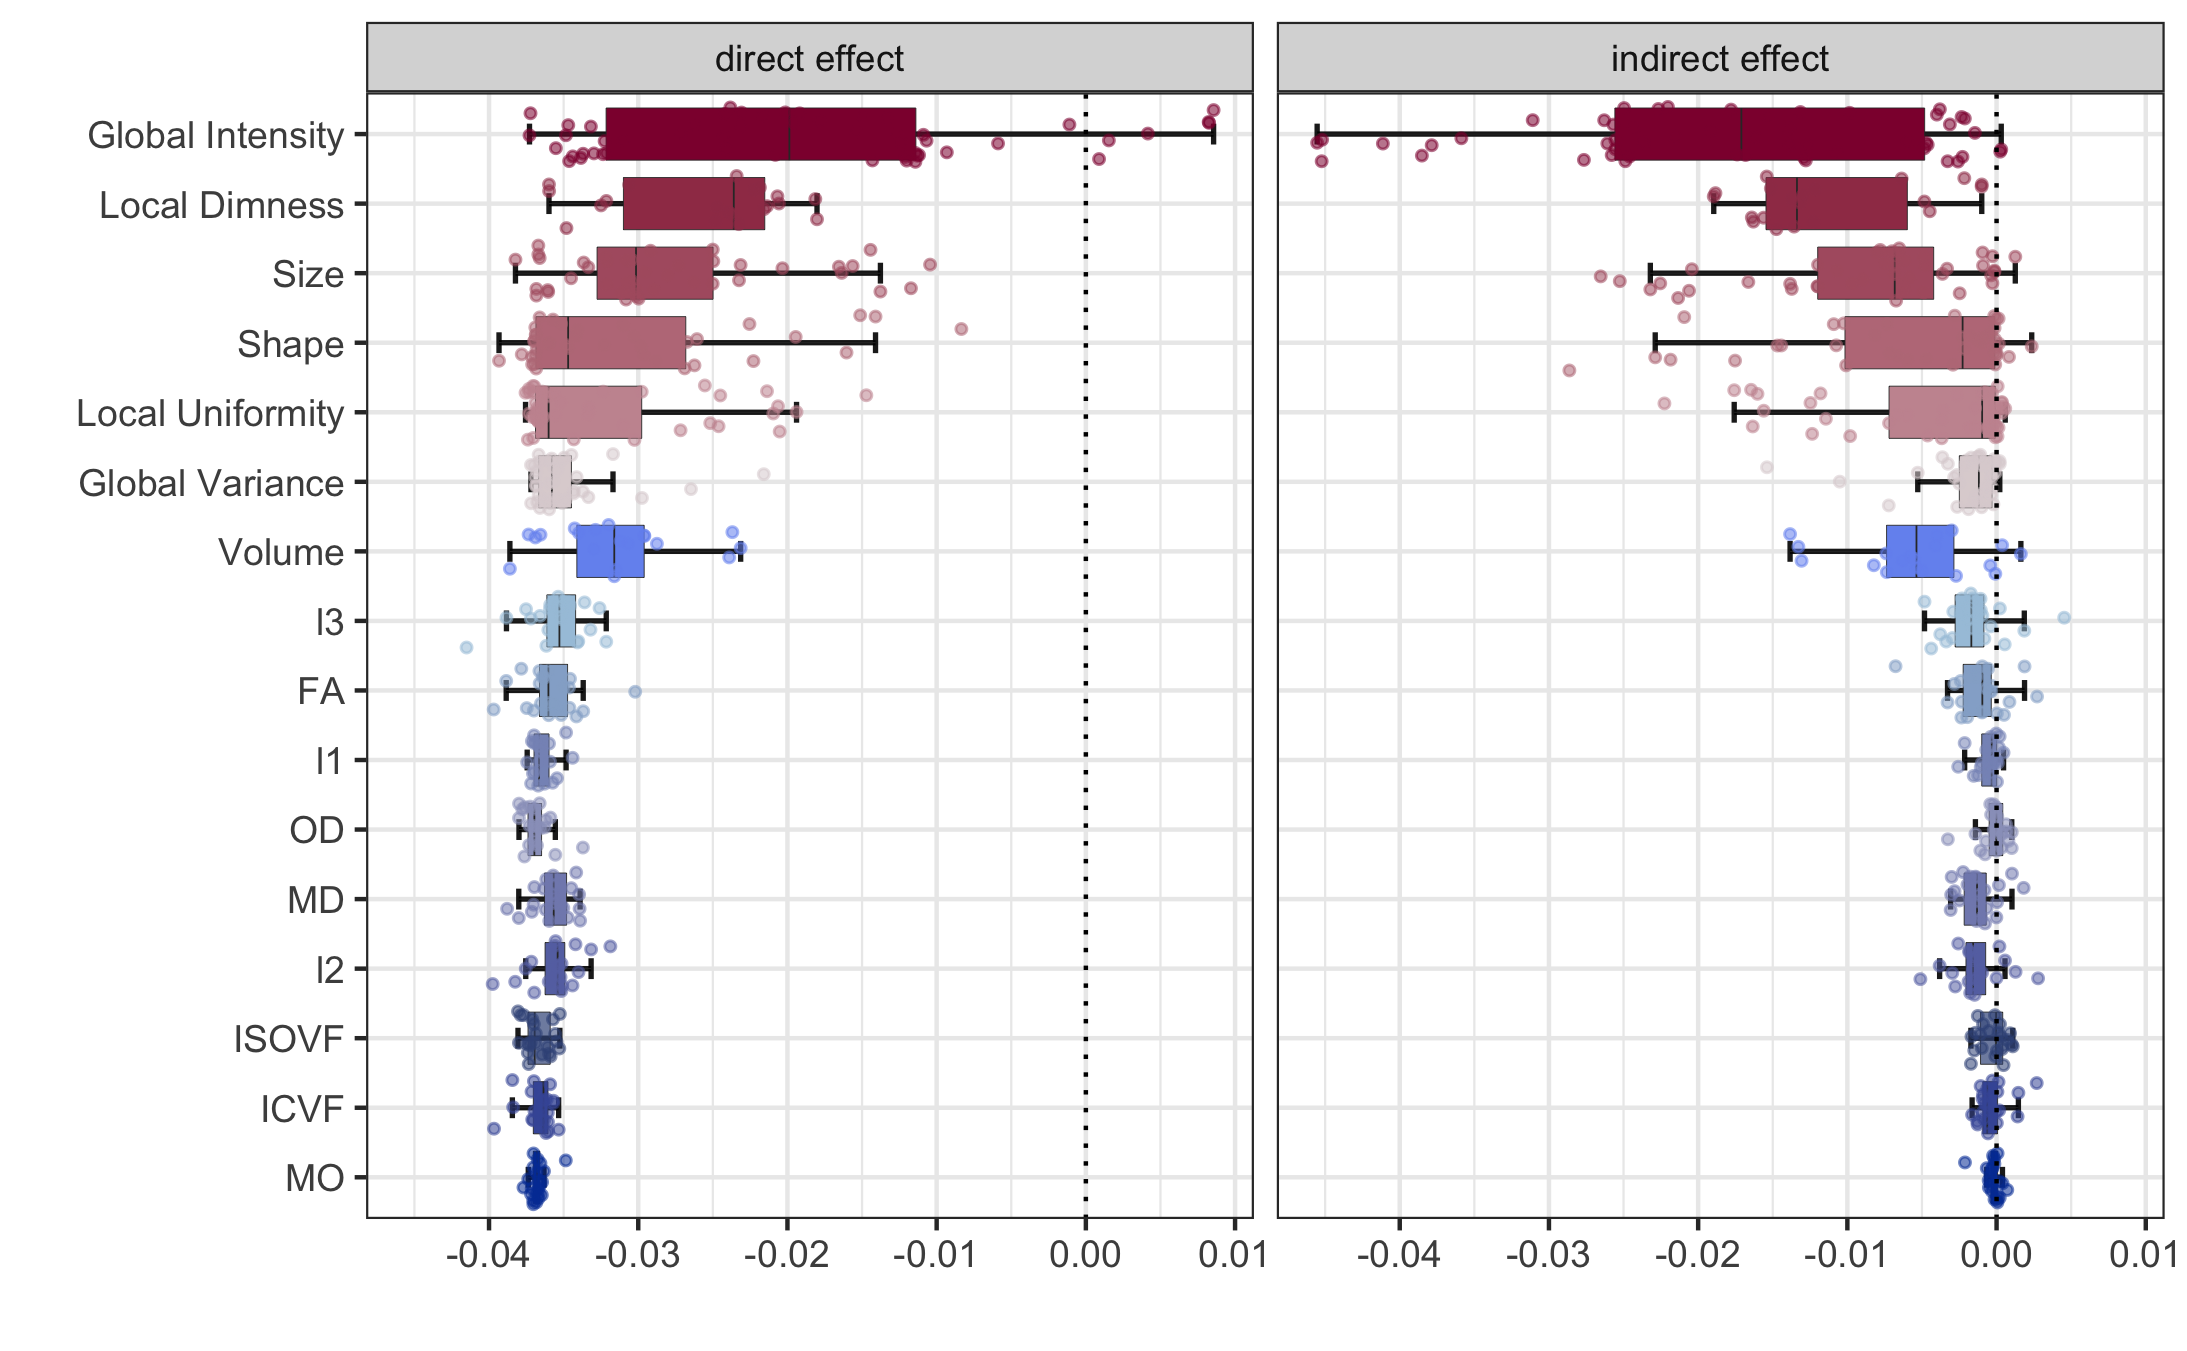 direct effect
indirect effect
Global Intensity
Local Dimness
Size
Shape
Local Uniformity
Global Variance
Volume
I3
FA
I1
OD
MD
I2
ISOVF
ICVF
MO
-0.04 -0.03 -0.02 -0.01 0.00 0.01
-0.04 -0.03 -0.02 -0.01 0.00 0.01